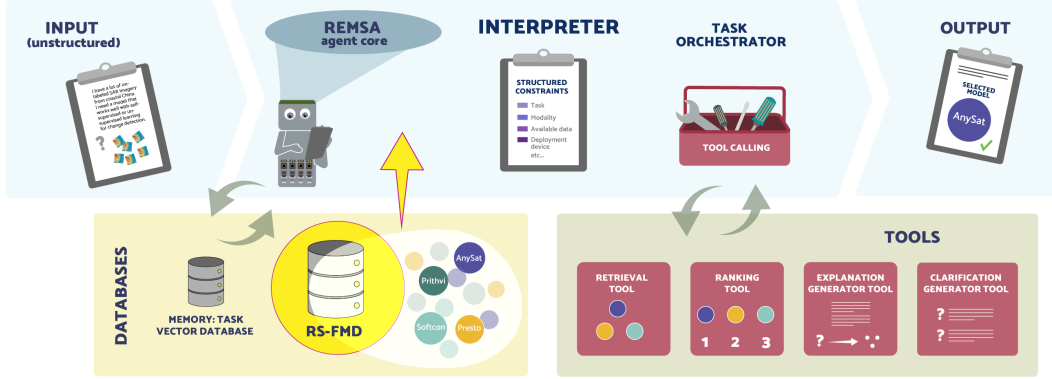 INPUT
(unstructured)
I have a lot of un-
labeled SAR imagery
from coastal China.
I need a model that
works well with self-
supervised or un-
supervised learning
for change detection.
?
REMSA
agent core
INTERPRETER
STRUCTURED
CONSTRAINTS
Task
Modality
Available data
Deployment
device
etc...
TASK
ORCHESTRATOR
TOOL CALLING
OUTPUT
SELECTED
MODEL
AnySat
DATABASES
MEMORY: TASK
VECTOR DATABASE
RS-FMD
AnySat
Prithvi
Softcon
Presto
TOOLS
RETRIEVAL
TOOL
RANKING
TOOL
1 2 3
EXPLANATION
GENERATOR TOOL
?
CLARIFICATION
GENERATOR TOOL
?
?